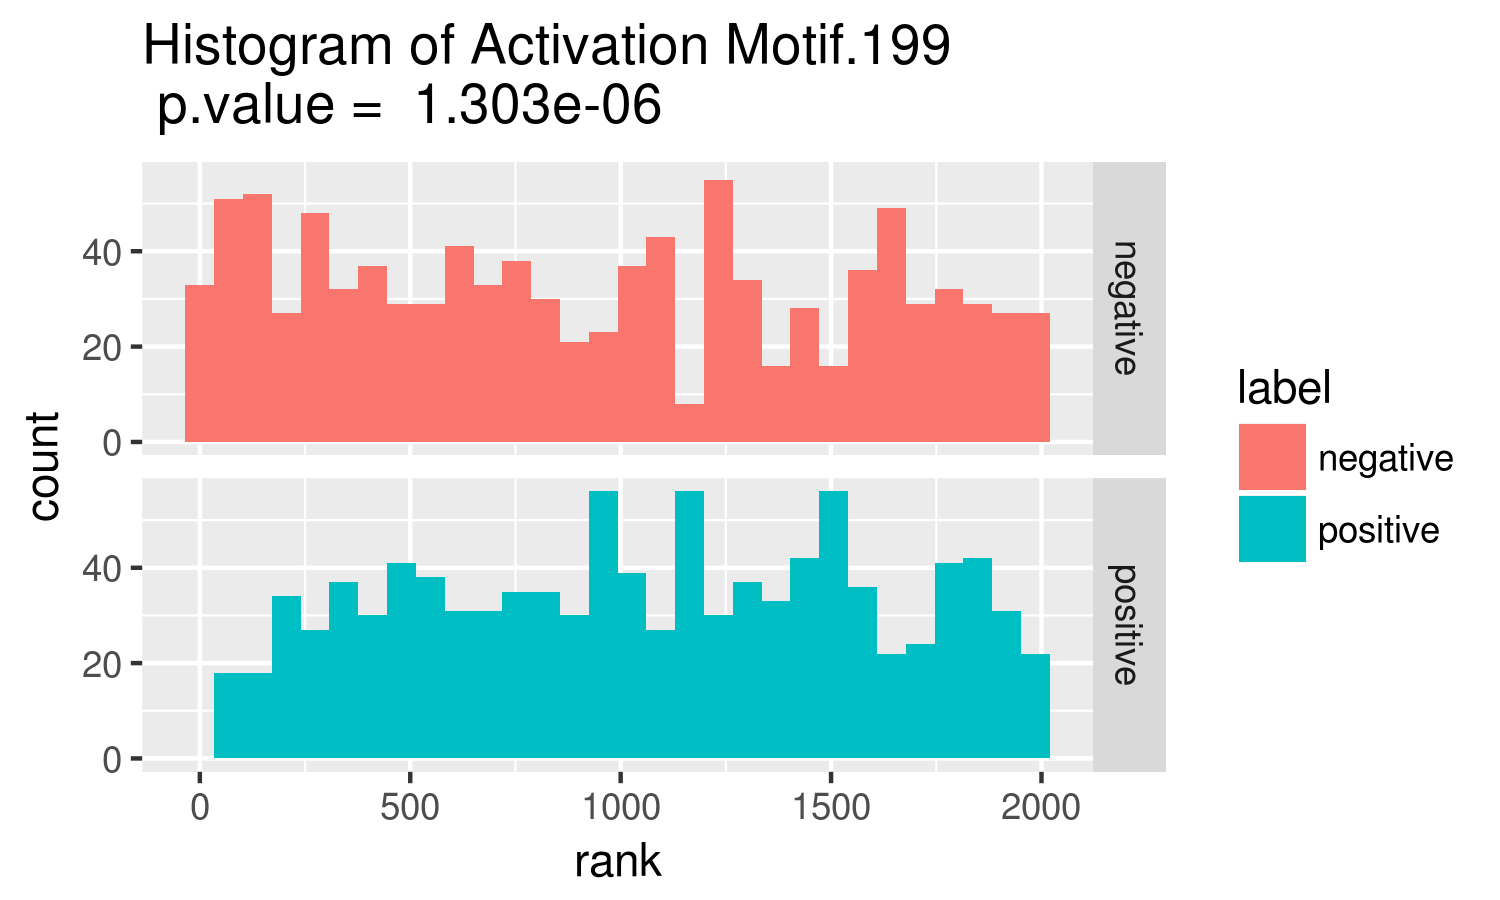 Histogram of Activation Motif.199
p.value = 1.303e-06
count
40
20
0
negative
40
20
0
positive
0 500 1000 1500 2000
rank
label
negative
positive